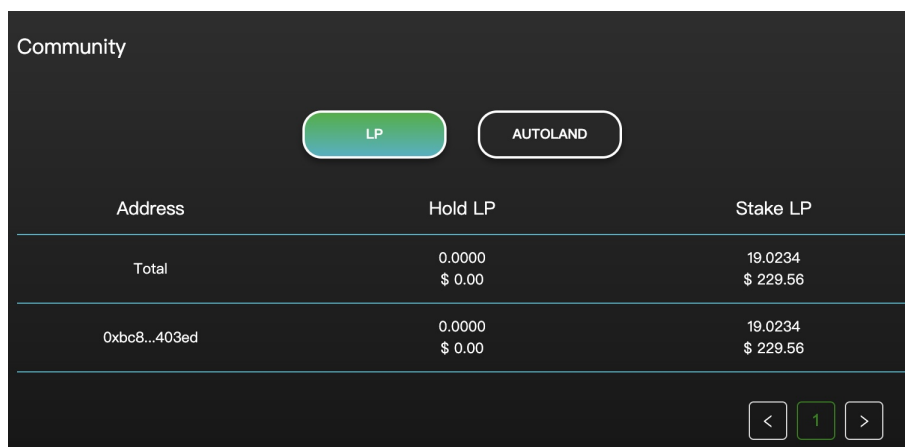 Community
LP AUTOLAND
Address Hold LP Stake LP
Total 0.0000 19.0234
$ 0.00 $ 229.56
0xbc8...403ed 0.0000 19.0234
$ 0.00 $ 229.56
< 1 >